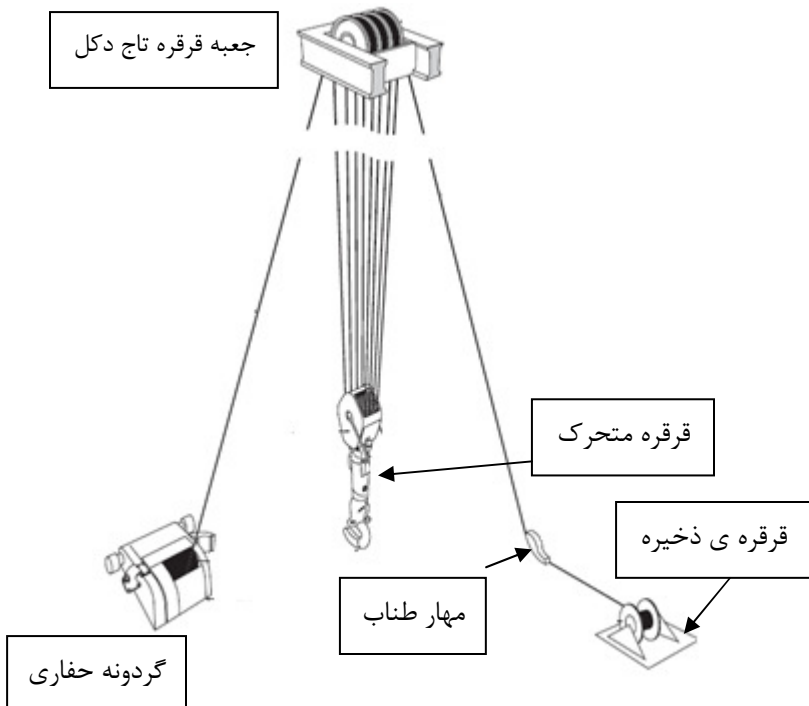 جعبه قرقره تاج دکل
قرقره متحرک
قرقره ی ذخیره
مهار طناب
گردونه حفاری